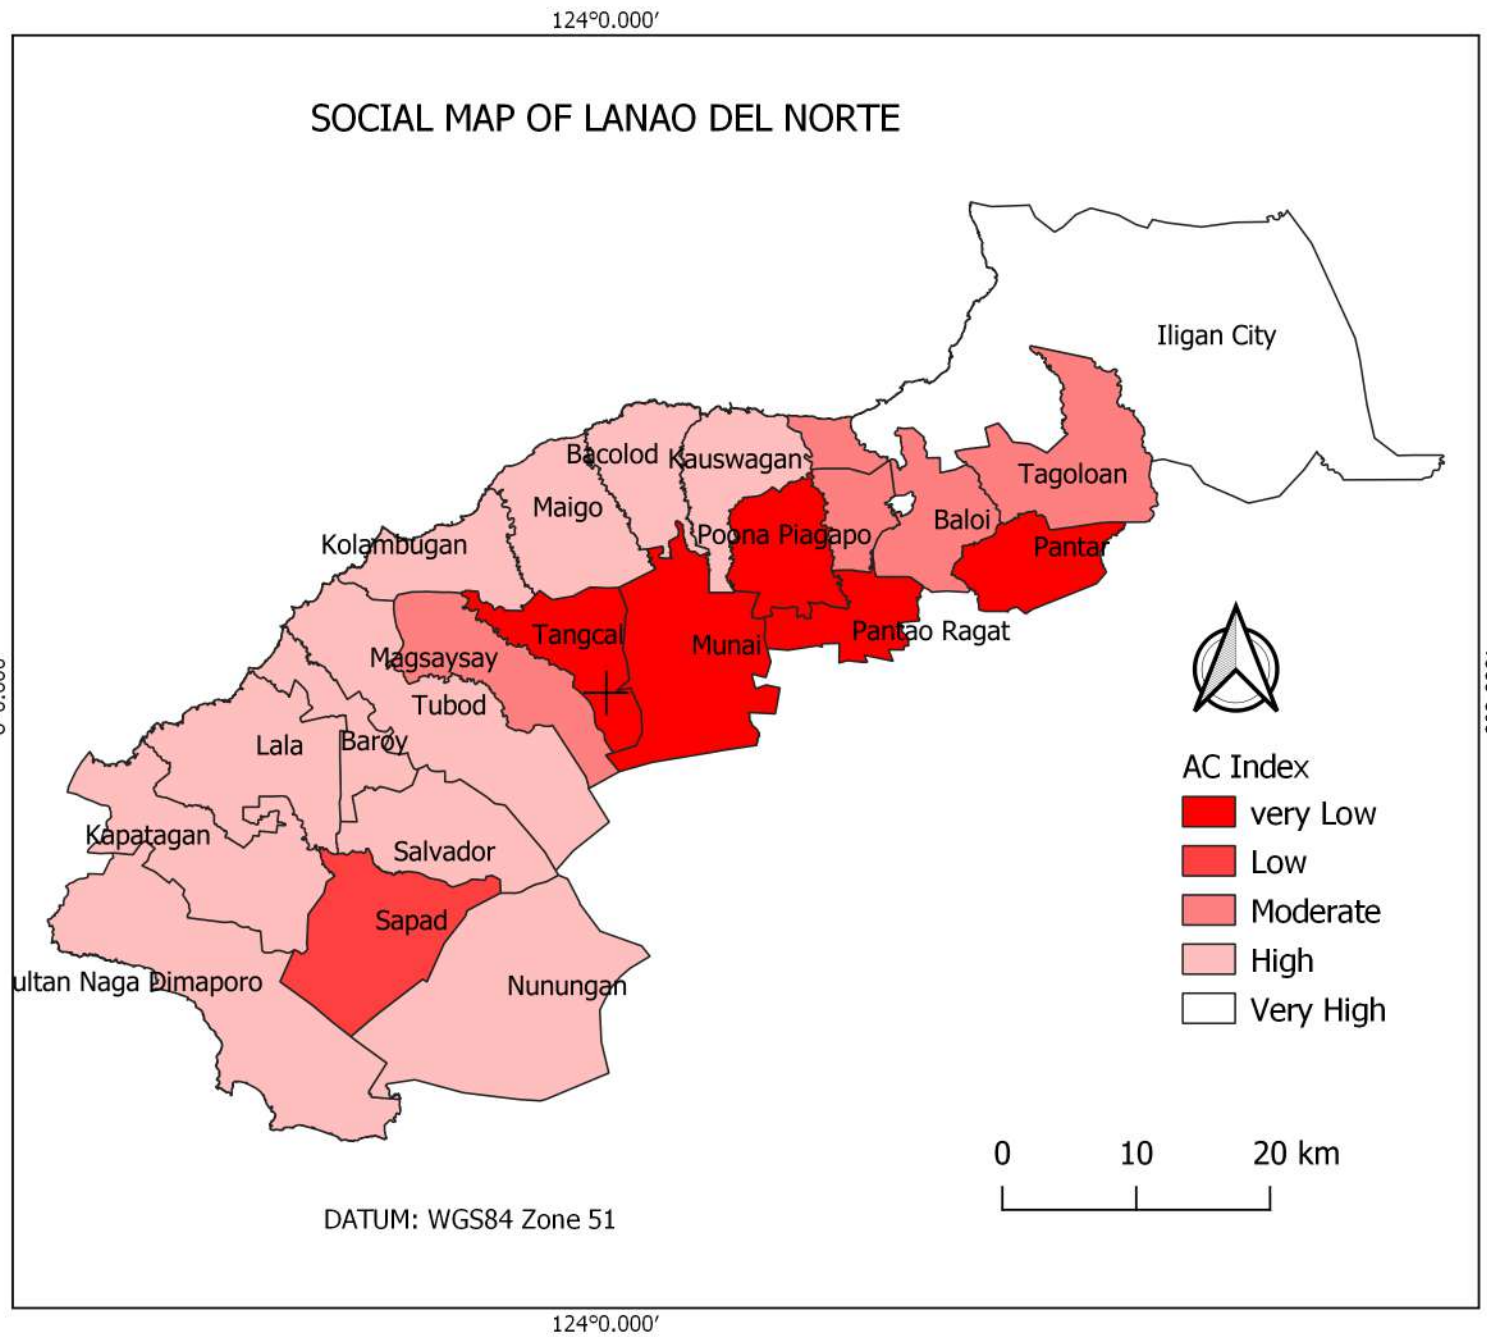 124°0.000′
SOCIAL MAP OF LANAO DEL NORTE
Iligan City
Bacolod
Kauswagan
Tagoloan
Maigo
Baloi
Poona Piagapo
Kolambugan
Pantar
Tangcal
Munai
Pantao Ragat
Magsaysay
Tubod
Lala
Baroy
Kapatagan
Salvador
Sapad
ultan Naga Dimaporo
Nunungan
AC Index
very Low
Low
Moderate
High
Very High
0 10 20 km
DATUM: WGS84 Zone 51
124°0.000′